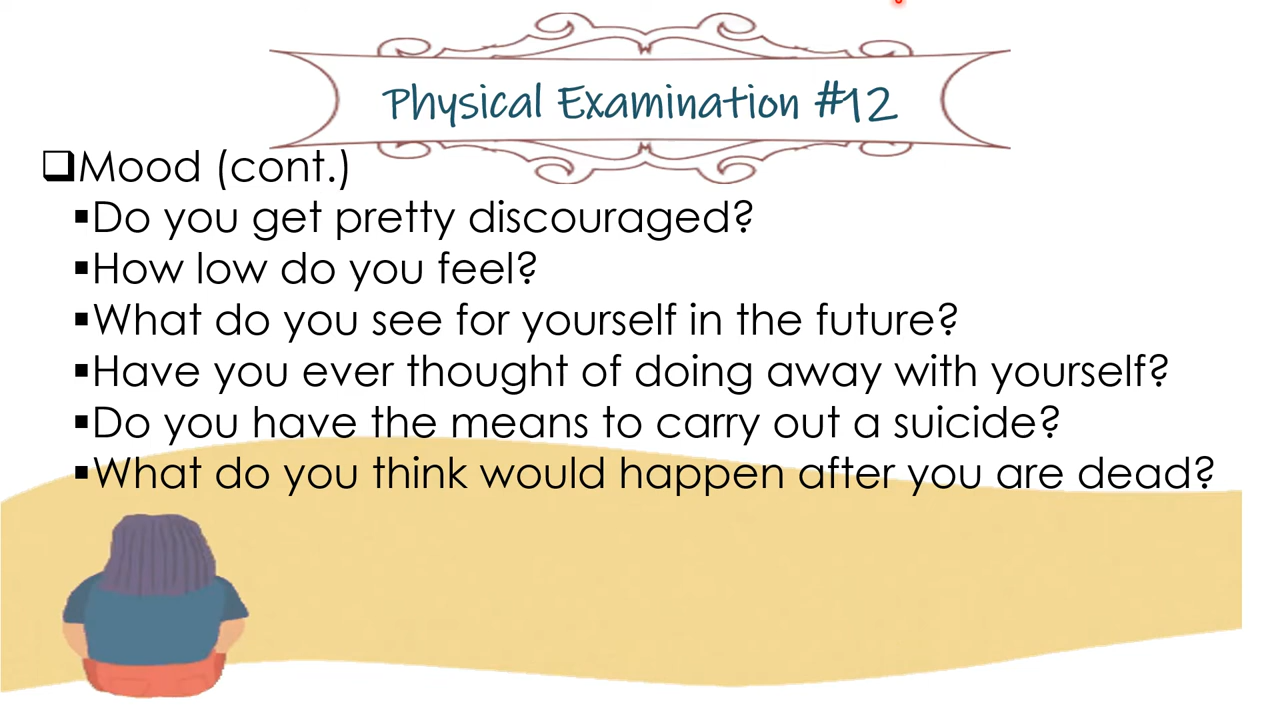 Physical Examination #12
❑Mood (cont.)
▪Do you get pretty discouraged?
▪How low do you feel?
▪What do you see for yourself in the future?
▪Have you ever thought of doing away with yourself?
▪Do you have the means to carry out a suicide?
▪What do you think would happen after you are dead?